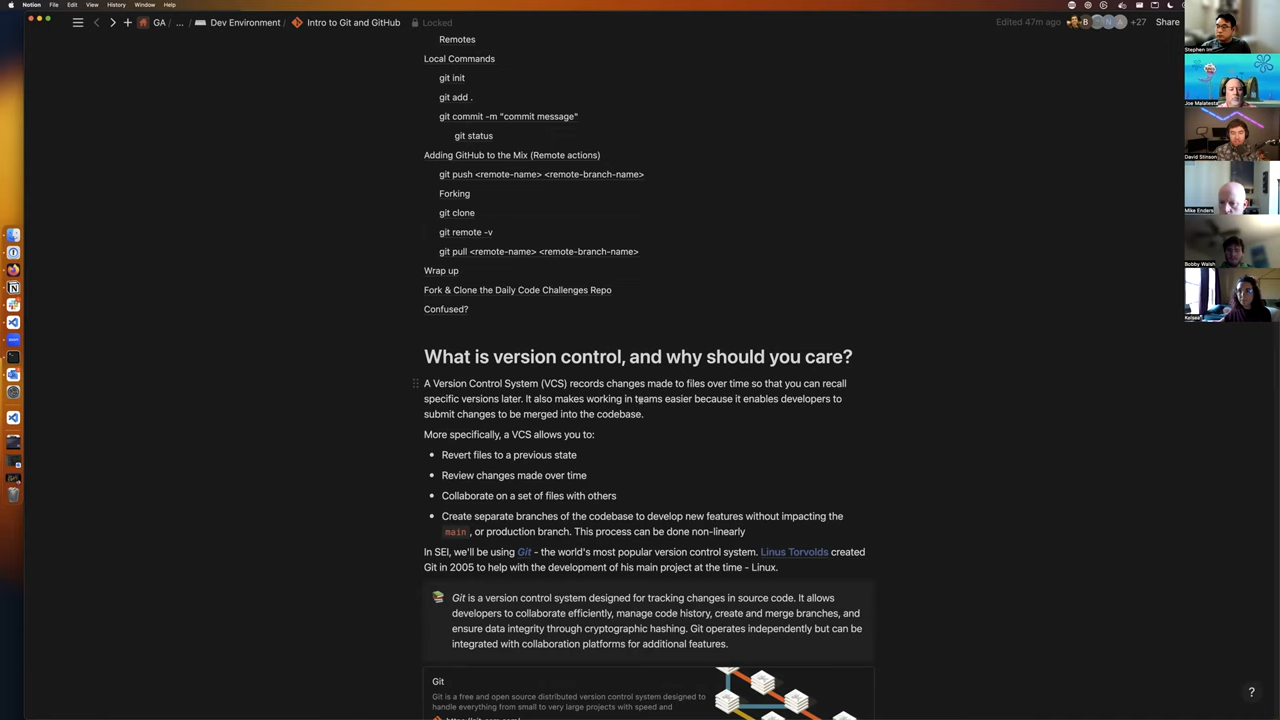 Notion File Edit View History Window Help
GA / ... / Dev Environment / Intro to Git and GitHub Locked
Edited 47m ago B N A +27 Share
Remotes
Local Commands
git init
git add .
git commit -m "commit message"
git status
Adding GitHub to the Mix (Remote actions)
git push <remote-name> <remote-branch-name>
Forking
git clone
git remote -v
git pull <remote-name> <remote-branch-name>
Wrap up
Fork & Clone the Daily Code Challenges Repo
Confused?
What is version control, and why should you care?
A Version Control System (VCS) records changes made to files over time so that you can recall
specific versions later. It also makes working in teams easier because it enables developers to
submit changes to be merged into the codebase.
More specifically, a VCS allows you to:
Revert files to a previous state
Review changes made over time
Collaborate on a set of files with others
Create separate branches of the codebase to develop new features without impacting the
main, or production branch. This process can be done non-linearly
In SEI, we'll be using Git - the world's most popular version control system. Linus Torvolds created
Git in 2005 to help with the development of his main project at the time - Linux.
Git is a version control system designed for tracking changes in source code. It allows
developers to collaborate efficiently, manage code history, create and merge branches, and
ensure data integrity through cryptographic hashing. Git operates independently but can be
integrated with collaboration platforms for additional features.
Git
Git is a free and open source distributed version control system designed to
handle everything from small to very large projects with speed and
?
Stephen Im
Joe Malatesta
David Stinson
Mike Enders
Bobby Walsh
Kelsea